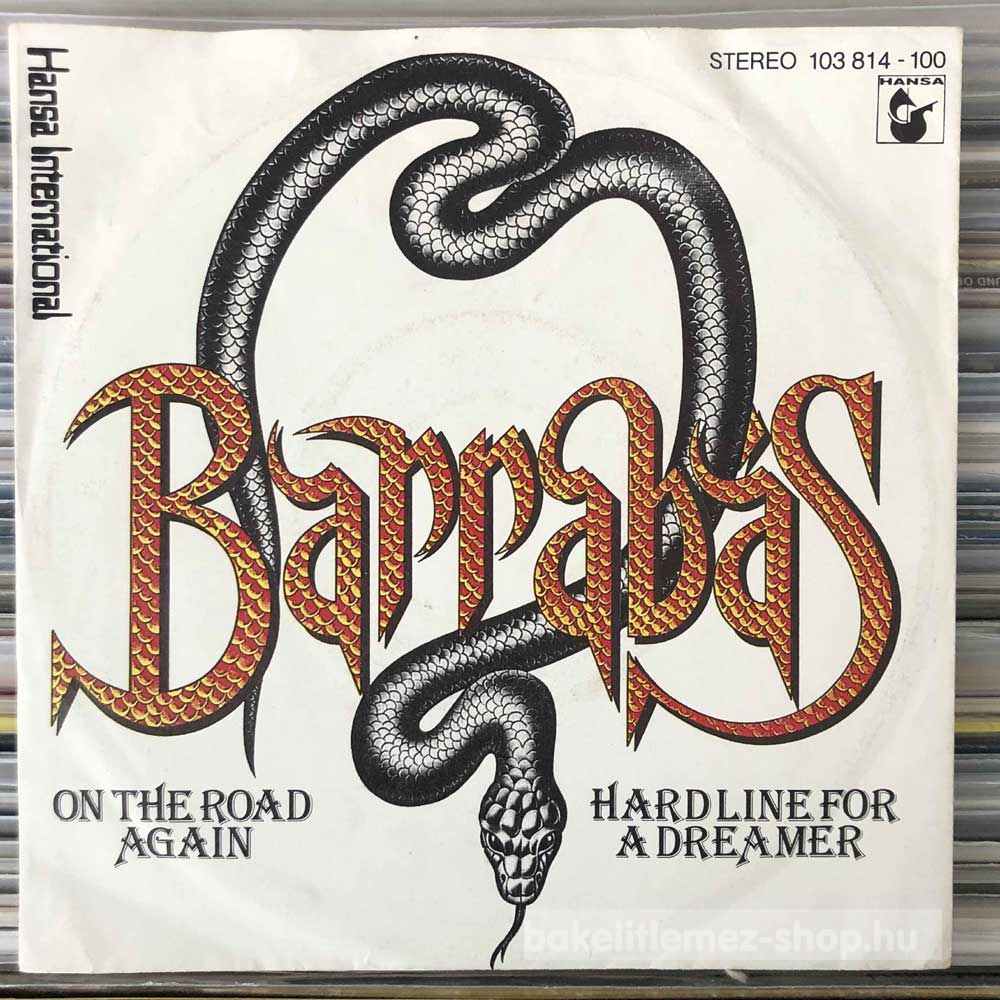 Hansa International
STEREO 103 814 - 100
HANSA
Barrabás
ON THE ROAD
AGAIN
HARD LINE FOR
A DREAMER
bakelitlemez-shop.hu